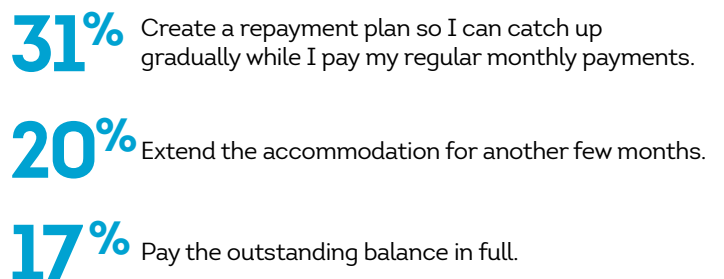 31% Create a repayment plan so I can catch up
gradually while I pay my regular monthly payments.
20% Extend the accommodation for another few months.
17% Pay the outstanding balance in full.